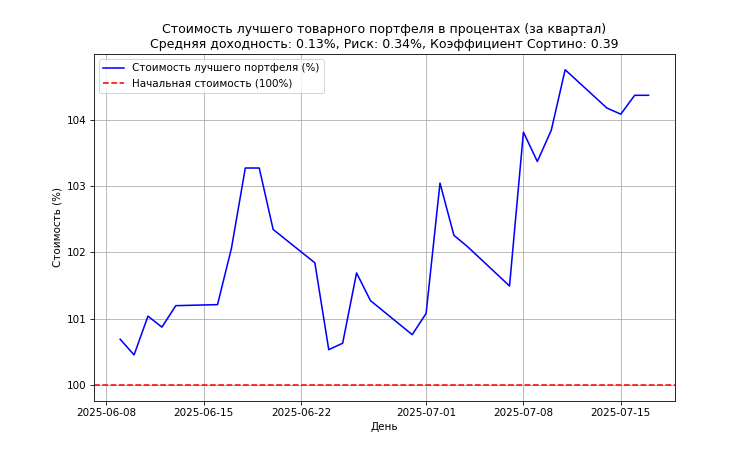 Стоимость лучшего товарного портфеля в процентах (за квартал)
Средняя доходность: 0.13%, Риск: 0.34%, Коэффициент Сортино: 0.39
Стоимость лучшего портфеля (%)
Начальная стоимость (100%)
Стоимость (%)
104
103
102
101
100
2025-06-08
2025-06-15
2025-06-22
2025-07-01
2025-07-08
2025-07-15
День